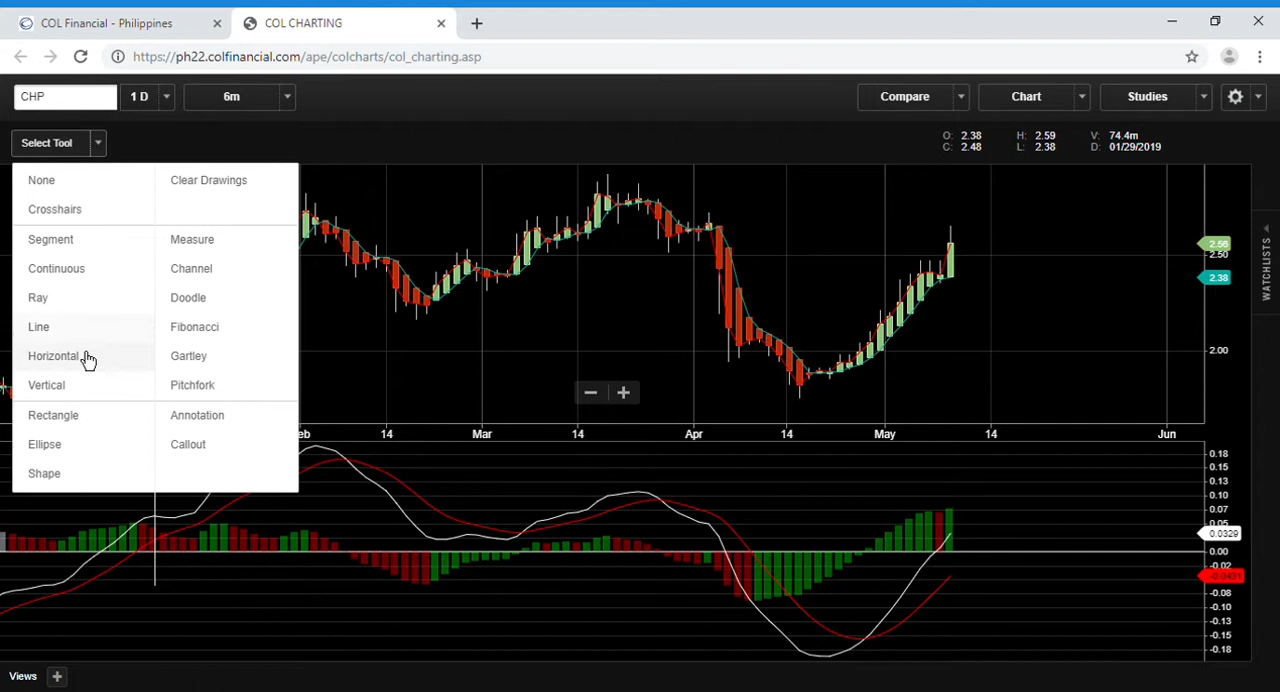 COL Financial - Philippines
COL CHARTING
https://ph22.colfinancial.com/ape/colcharts/col_charting.asp
CHP 1 D 6m Compare Chart Studies
Select Tool
O: 2.38 H: 2.59 V: 74.4m
C: 2.48 L: 2.38 D: 01/29/2019
None Clear Drawings
Crosshairs
Segment Measure
Continuous Channel
Ray Doodle
Line Fibonacci
Horizontal Gartley
Vertical Pitchfork
Rectangle Annotation
Ellipse Callout
Shape
2.56
2.50
2.38
2.00
WATCHLISTS
eb 14 Mar 14 Apr 14 May 14 Jun
0.18
0.15
0.13
0.10
0.07
0.05
0.0329
0.00
-0.02
-0.0431
-0.08
-0.10
-0.13
-0.15
-0.18
Views